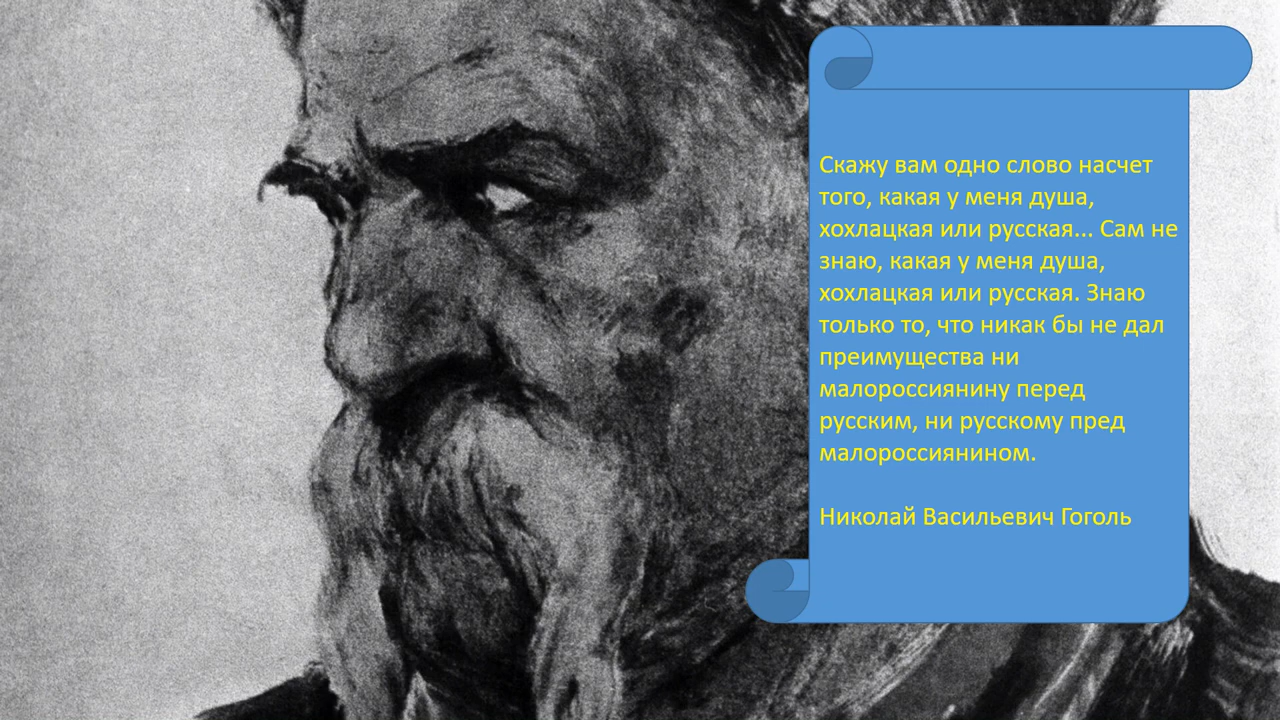 Скажу вам одно слово насчет
того, какая у меня душа,
хохлацкая или русская... Сам не
знаю, какая у меня душа,
хохлацкая или русская. Знаю
только то, что никак бы не дал
преимущества ни
малороссиянину перед
русским, ни русскому пред
малороссиянином.
Николай Васильевич Гоголь